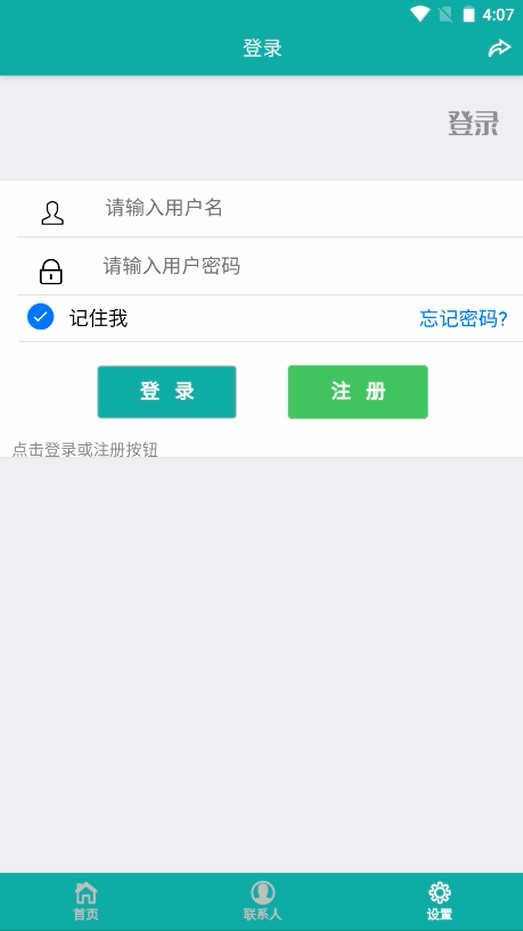 4:07
登录
登录
请输入用户名
请输入用户密码
记住我 忘记密码?
登 录 注 册
点击登录或注册按钮
首页 联系人 设置